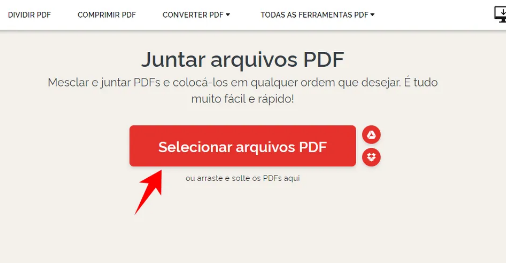 DIVIDIR PDF COMPRIMIR PDF CONVERTER PDF TODAS AS FERRAMENTAS PDF
Juntar arquivos PDF
Mesclar e juntar PDFs e colocá-los em qualquer ordem que desejar. É tudo
muito fácil e rápido!
Selecionar arquivos PDF
ou arraste e solte os PDFs aqui